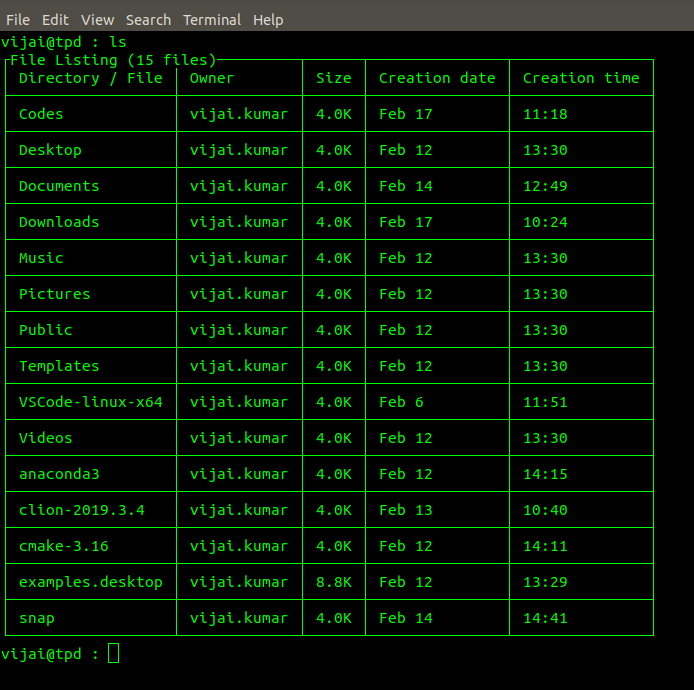 File Edit View Search Terminal Help
vijai@tpd : ls
File Listing (15 files)
Directory / File Owner Size Creation date Creation time
Codes vijai.kumar 4.0K Feb 17 11:18
Desktop vijai.kumar 4.0K Feb 12 13:30
Documents vijai.kumar 4.0K Feb 14 12:49
Downloads vijai.kumar 4.0K Feb 17 10:24
Music vijai.kumar 4.0K Feb 12 13:30
Pictures vijai.kumar 4.0K Feb 12 13:30
Public vijai.kumar 4.0K Feb 12 13:30
Templates vijai.kumar 4.0K Feb 12 13:30
VSCode-linux-x64 vijai.kumar 4.0K Feb 6 11:51
Videos vijai.kumar 4.0K Feb 12 13:30
anaconda3 vijai.kumar 4.0K Feb 12 14:15
clion-2019.3.4 vijai.kumar 4.0K Feb 13 10:40
cmake-3.16 vijai.kumar 4.0K Feb 12 14:11
examples.desktop vijai.kumar 8.8K Feb 12 13:29
snap vijai.kumar 4.0K Feb 14 14:41
vijai@tpd :